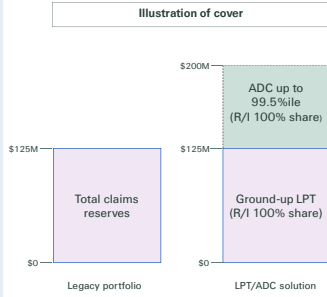 Illustration of cover
$200M
ADC up to
99.5%ile
(R/I 100% share)
$125M
$125M
Total claims
reserves
Ground-up LPT
(R/I 100% share)
$0
$0
Legacy portfolio
LPT/ADC solution